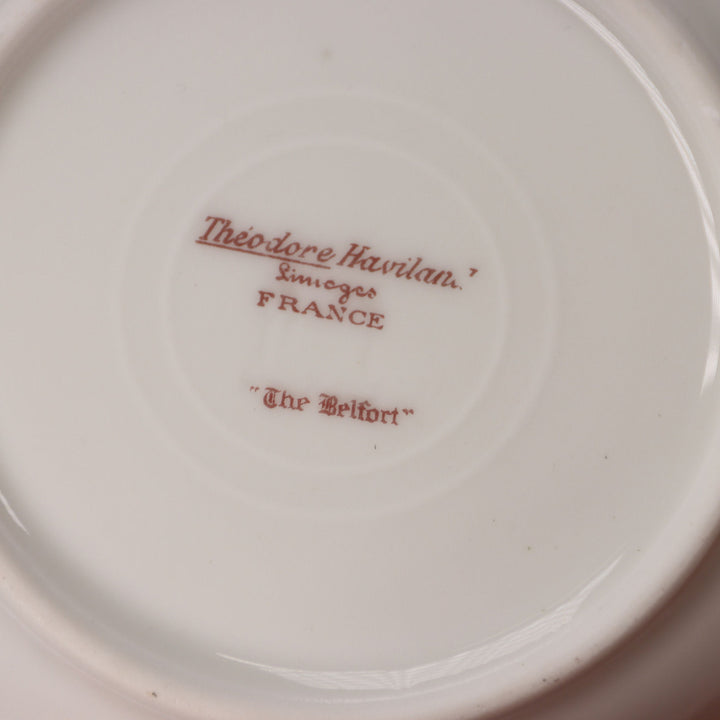 Théodore Haviland
Limoges
FRANCE
"The Belfort"